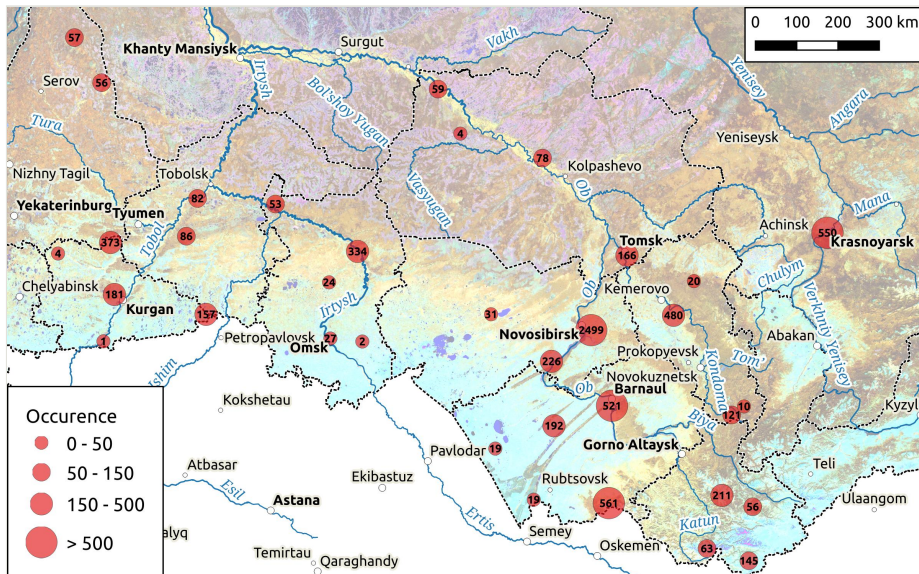 0 100 200 300 km
57
Khanty Mansiysk
Surgut
Vakh
Yenisey
Serov
56
Irtysh
Bol'shoy Yugan
59
Angara
Tura
4
Yeniseysk
78
Kolpashevo
Nizhny Tagil
Tobolsk
Vasyugan
Ob
Mana
82
53
Yekaterinburg
Tyumen
Achinsk
550
Krasnoyarsk
373
86
Tobol
334
Tomsk
166
4
24
20
Chulym
Chelyabinsk
181
Kurgan
Irtysh
Ob
Kemerovo
Verkhniy Yenisey
157
31
480
2499
Novosibirsk
Abakan
1
Petropavlovsk
27
Omsk
2
226
Prokopyevsk
Tom'
Ishim
Ob
Novokuznetsk
Kondoma
Barnaul
Kokshetau
521
10
121
Kyzyl
192
Biya
Gorno Altaysk
19
Pavlodar
Teli
Atbasar
Ekibastuz
Rubtsovsk
211
Ulaangom
Esil
Astana
19
561
56
Ertis
Katun
alyq
Semey
63
Temirtau
Oskemen
145
Qaraghandy
Occurence
0 - 50
50 - 150
150 - 500
> 500